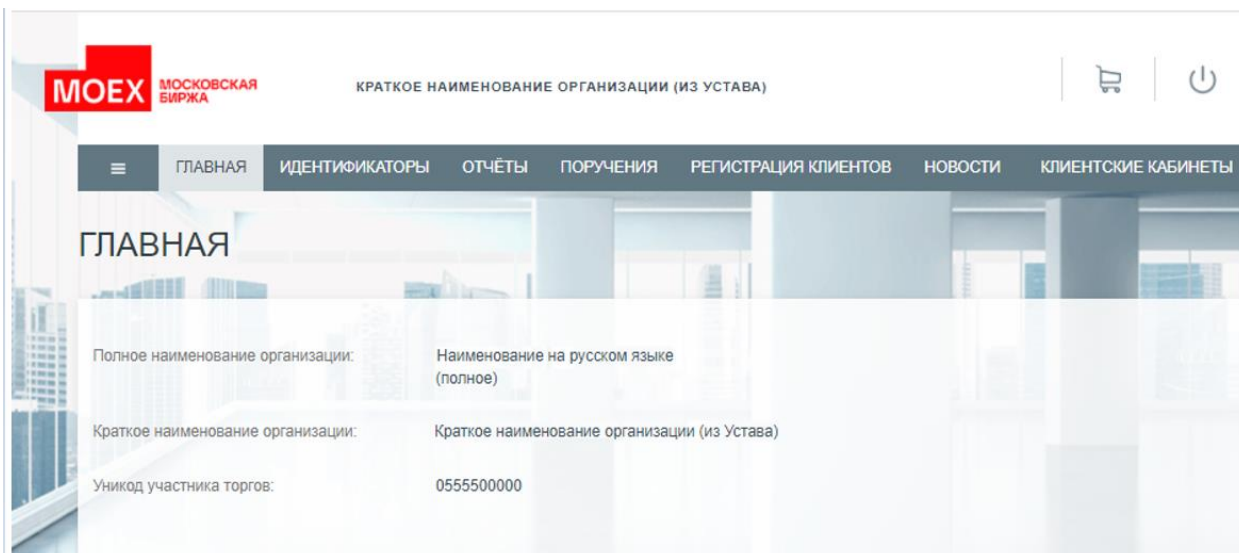 MOEX МОСКОВСКАЯ
БИРЖА
КРАТКОЕ НАИМЕНОВАНИЕ ОРГАНИЗАЦИИ (ИЗ УСТАВА)
ГЛАВНАЯ ИДЕНТИФИКАТОРЫ ОТЧЁТЫ ПОРУЧЕНИЯ РЕГИСТРАЦИЯ КЛИЕНТОВ НОВОСТИ КЛИЕНТСКИЕ КАБИНЕТЫ
ГЛАВНАЯ
Полное наименование организации: Наименование на русском языке
(полное)
Краткое наименование организации: Краткое наименование организации (из Устава)
Уникод участника торгов: 0555500000